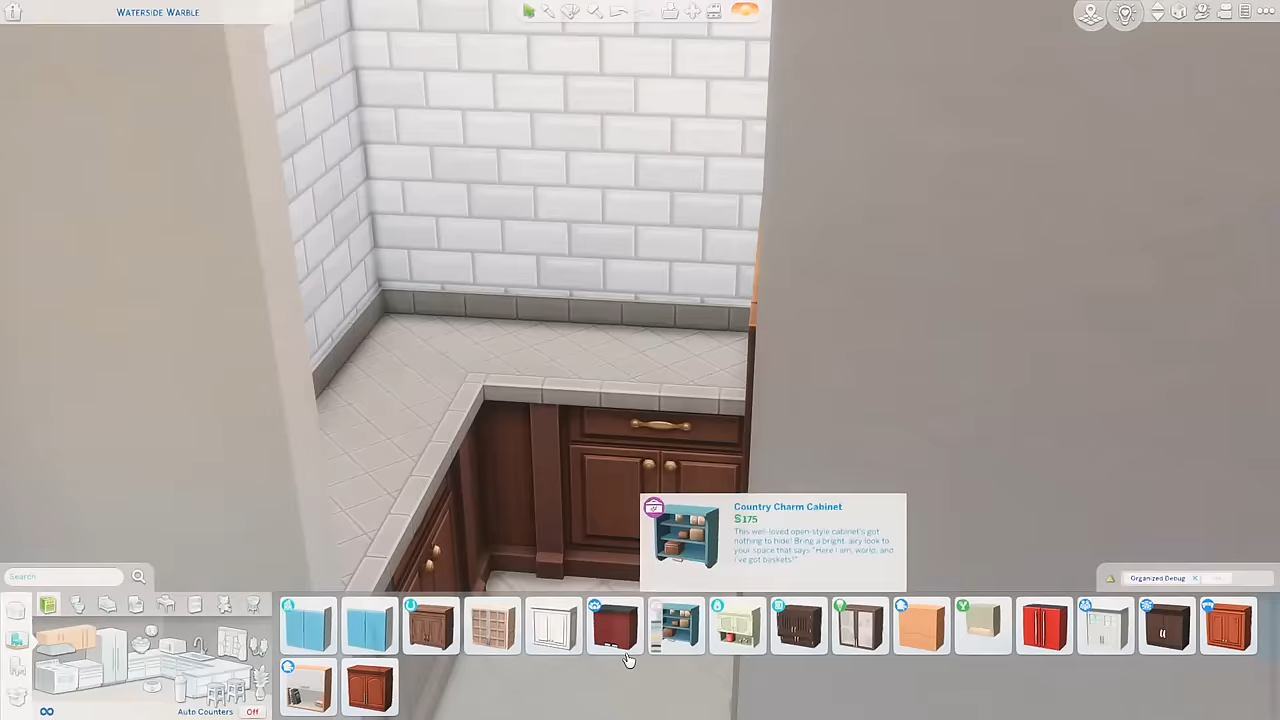 WATERSIDE WARBLE
Country Charm Cabinet
§175
This well-loved open-style cabinet's got
nothing to hide! Bring a bright, airy look to
your space that says "Here I am, world, and
I've got baskets!"
Search
Organized Debug ×
Auto Counters Off